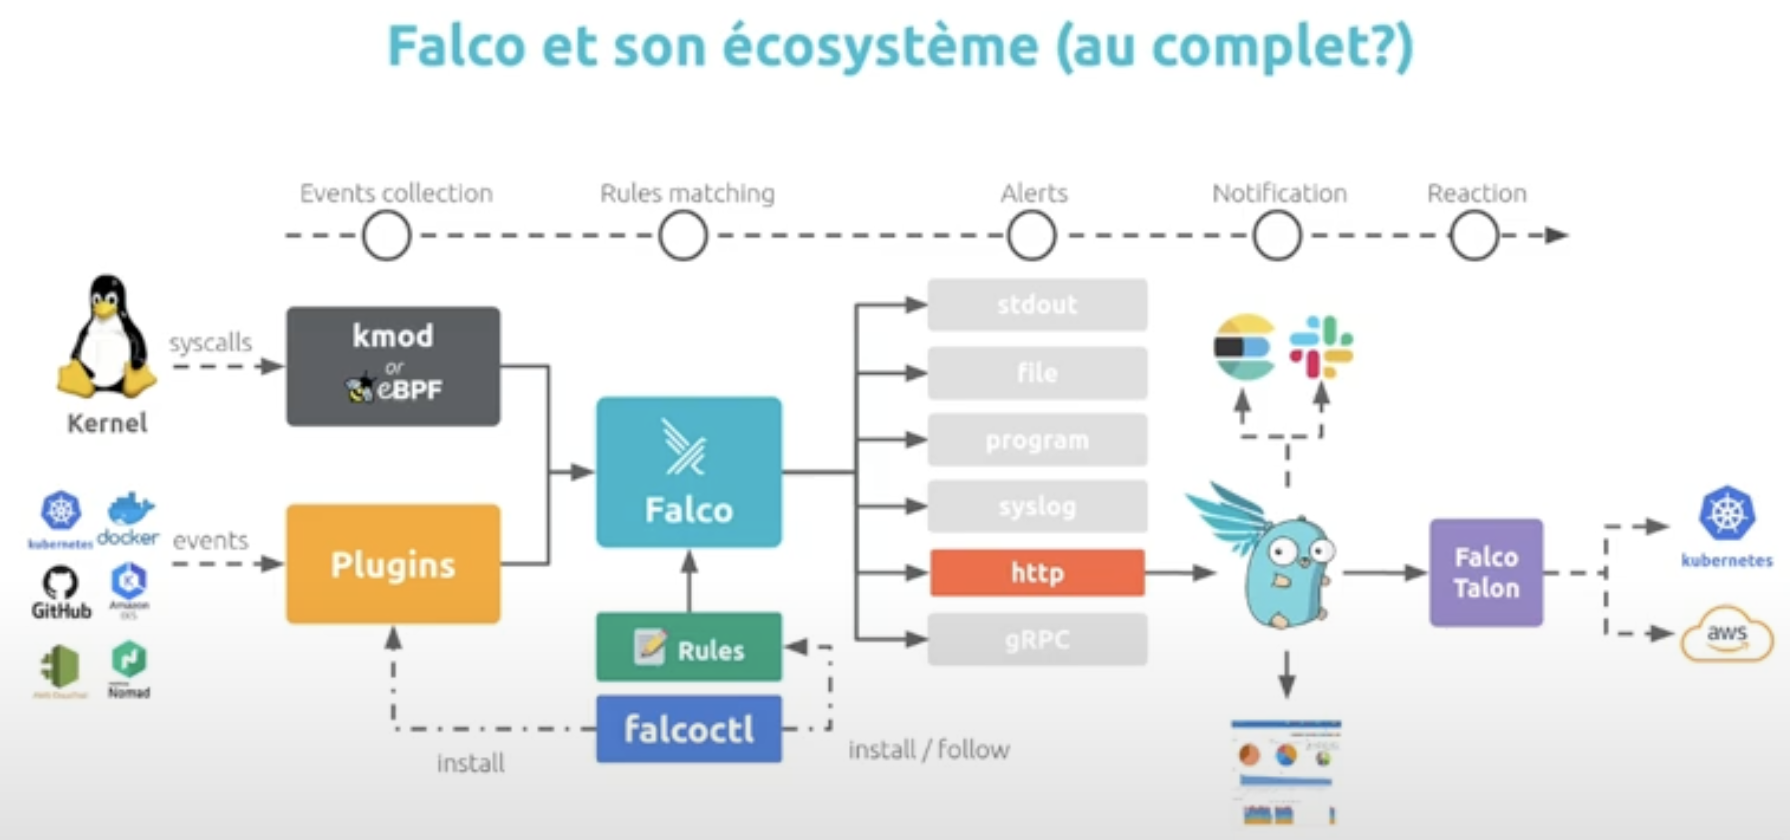 Falco et son écosystème (au complet?)
Events collection
Rules matching
Alerts
Notification
Reaction
syscalls
Kernel
kmod
or
eBPF
kubernetes
docker
events
GitHub
Amazon
EKS
Nomad
Plugins
Falco
Rules
falcoctl
install
install / follow
stdout
file
program
syslog
http
gRPC
Falco
Talon
kubernetes
aws